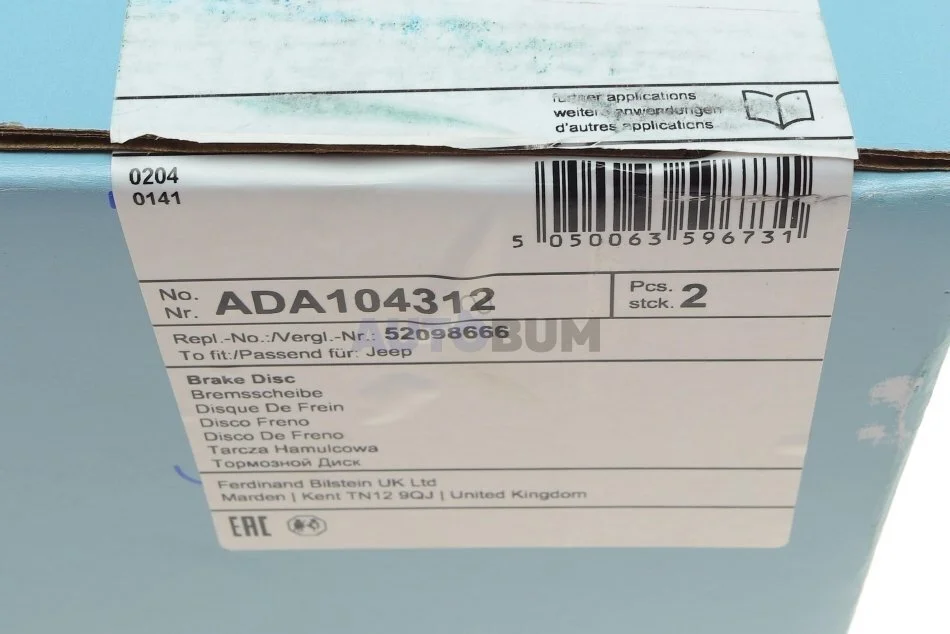 further applications
weitere anwendungen
d'autres applications
0204
0141
5 050063 596731
No.
Nr. ADA104312
Pcs.
stck. 2
Repl.-No.:/Vergl.-Nr.: 52098666
To fit:/Passend für: Jeep
AUTOBUM
Brake Disc
Bremsscheibe
Disque De Frein
Disco Freno
Disco De Freno
Tarcza Hamulcowa
Тормозной Диск
Ferdinand Bilstein UK Ltd
Marden | Kent TN12 9QJ | United Kingdom
EAC